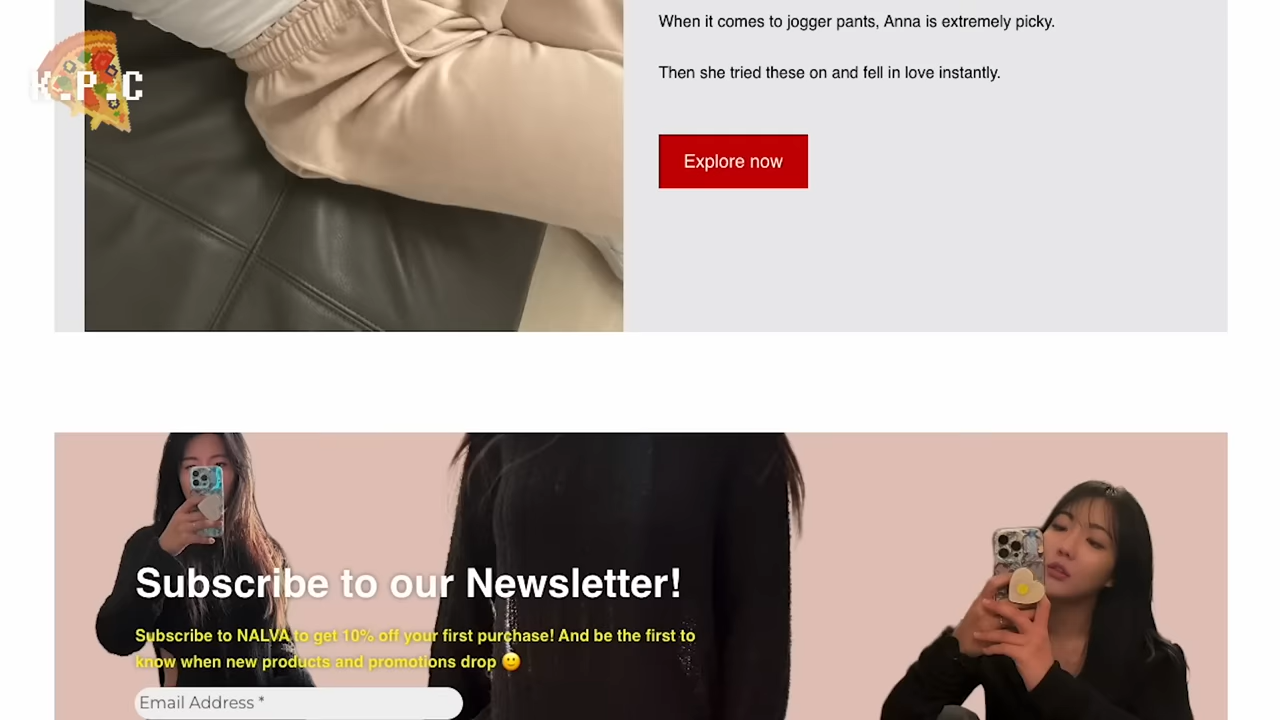 When it comes to jogger pants, Anna is extremely picky.
Then she tried these on and fell in love instantly.
K.P.C
Explore now
Subscribe to our Newsletter!
Subscribe to NALVA to get 10% off your first purchase! And be the first to
know when new products and promotions drop 🙂
Email Address *